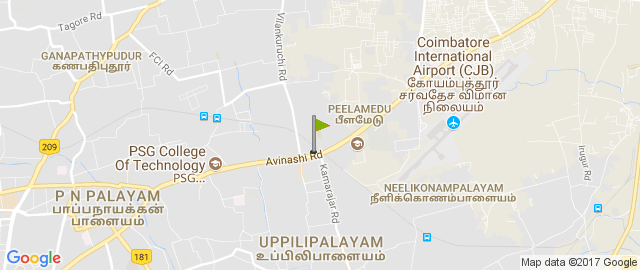 Tagore Rd
Vilankuruchi Rd
Coimbatore
International
Airport (CJB)
கோயம்புத்தூர்
சர்வதேச விமான
நிலையம்
GANAPATHYPUDUR
கணபதிபுதூர்
FCI Rd
PEELAMEDU
பீளமேடு
209
PSG College
Of Technology
PSG...
Avinashi Rd
Kamarajar Rd
Irugur Rd
P N PALAYAM
பாப்பநாயக்கன்
பாளையம்
NEELIKONAMPALAYAM
நீளிக்கொணம்பாளையம்
UPPILIPALAYAM
உப்பிலிபாளையம்
181
Google
Map data ©2017 Google